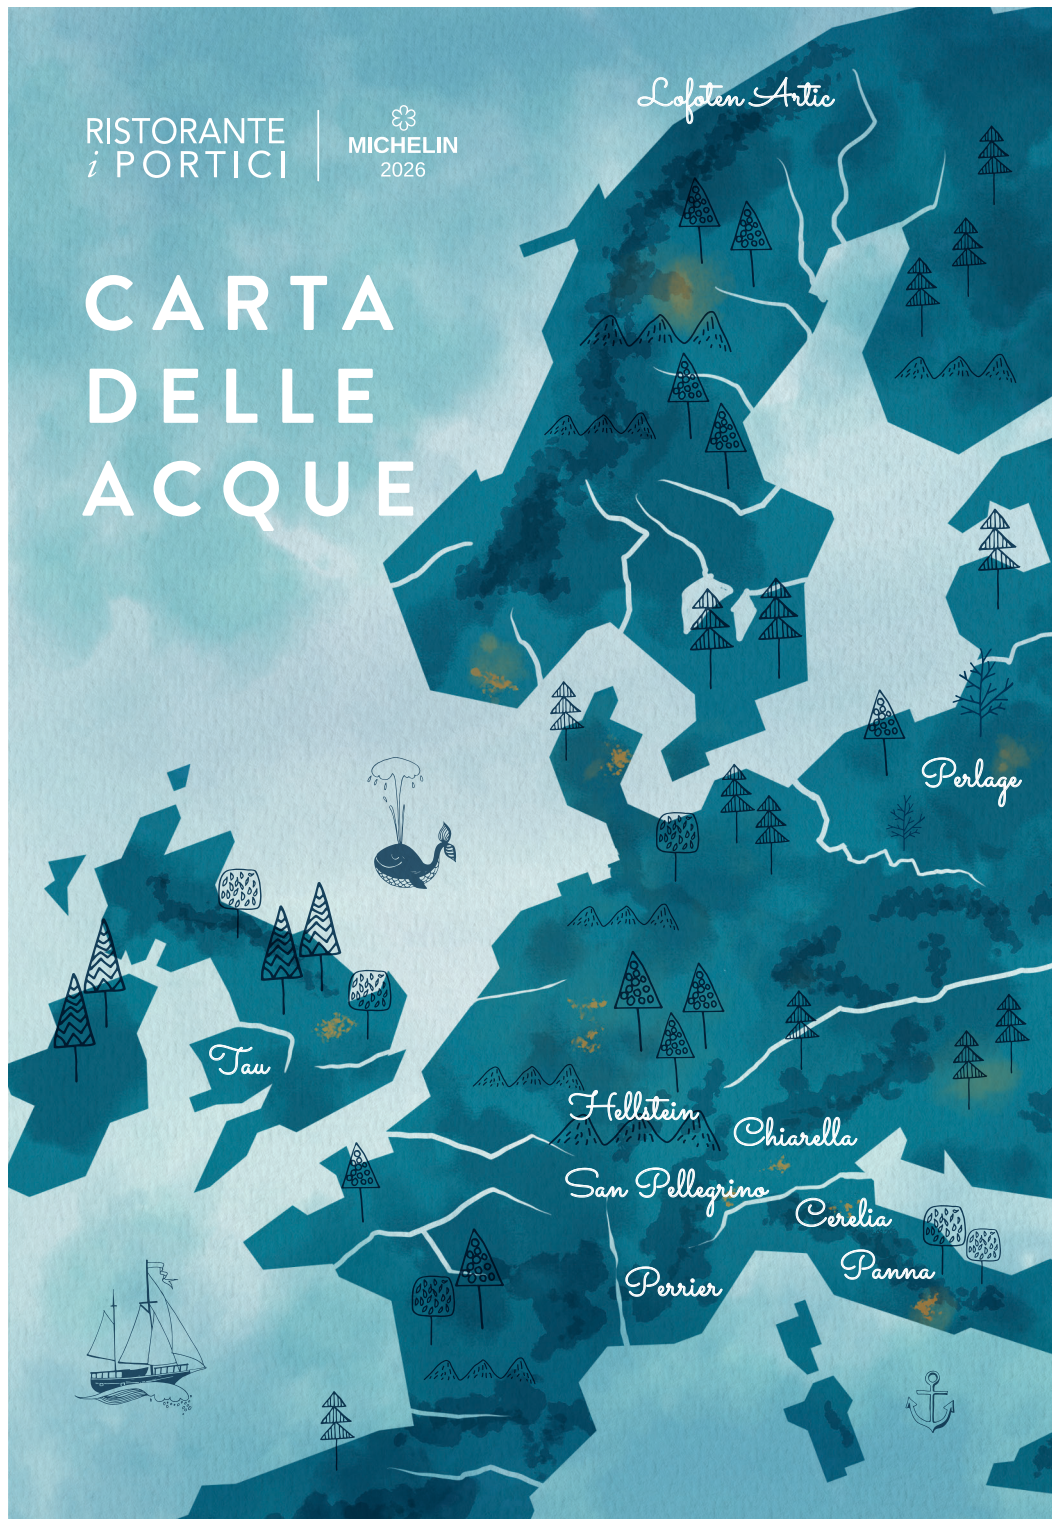 RISTORANTE
i PORTICI
MICHELIN
2026
CARTA
DELLE
ACQUE
Lofoten Artic
Perlage
Tau
Hellstein
Chiarella
San Pellegrino
Cerelia
Panna
Perrier